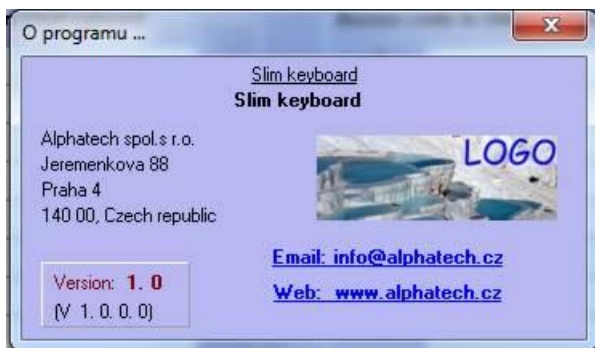 O programu ...
Slim keyboard
Slim keyboard
Alphatech spol.s r.o.
Jeremenkova 88
Praha 4
140 00, Czech republic
LOGO
Email: info@alphatech.cz
Web: www.alphatech.cz
Version: 1. 0
(V 1. 0. 0. 0)